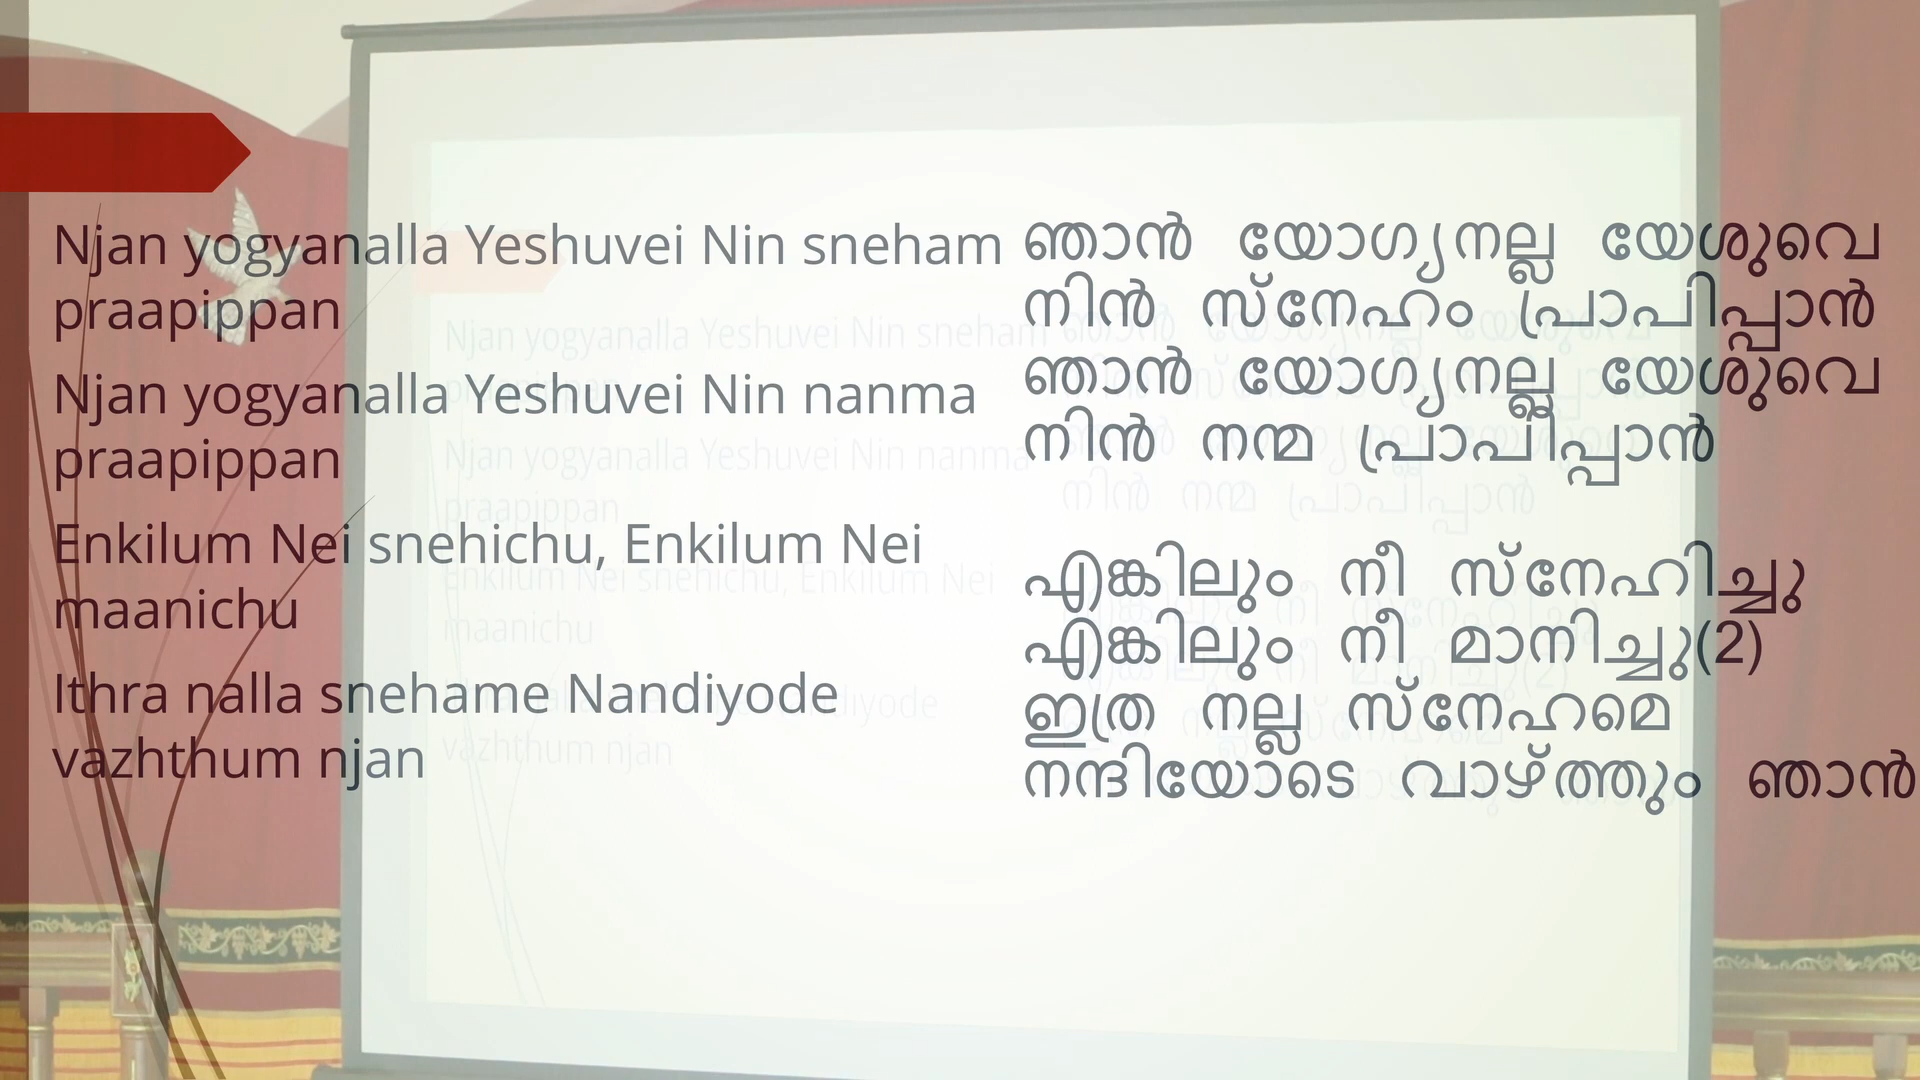 Njan yogyanalla Yeshuvei Nin sneham
praapippan
Njan yogyanalla Yeshuvei Nin nanma
praapippan
Enkilum Nei snehichu, Enkilum Nei
maanichu
Ithra nalla snehame Nandiyode
vazhthum njan
ഞാൻ യോഗ്യനല്ല യേശുവെ
നിൻ സ്നേഹം പ്രാപിപ്പാൻ
ഞാൻ യോഗ്യനല്ല യേശുവെ
നിൻ നന്മ പ്രാപിപ്പാൻ
എങ്കിലും നീ സ്നേഹിച്ചു
എങ്കിലും നീ മാനിച്ചു(2)
ഇത്ര നല്ല സ്നേഹമെ
നന്ദിയോടെ വാഴ്ത്തും ഞാൻ